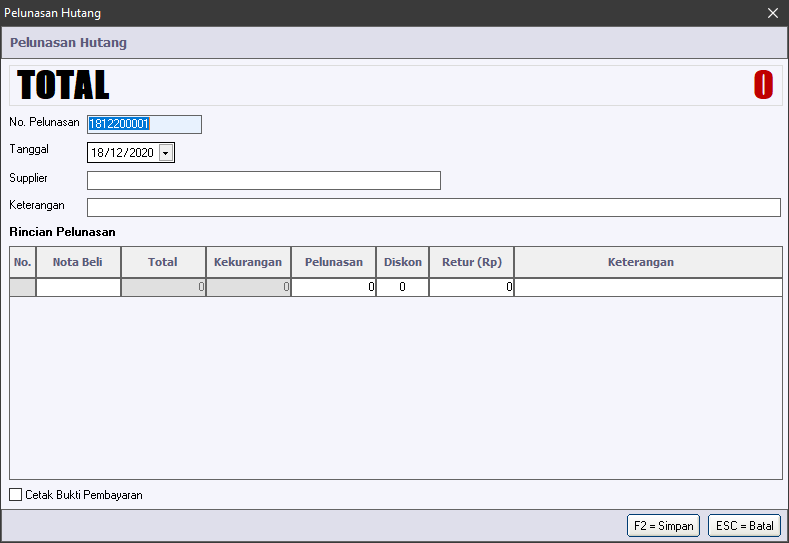 Pelunasan Hutang
Pelunasan Hutang
TOTAL 0
No. Pelunasan 1812200001
Tanggal 18/12/2020
Supplier
Keterangan
Rincian Pelunasan
No. Nota Beli Total Kekurangan Pelunasan Diskon Retur (Rp) Keterangan
0 0 0 0 0
Cetak Bukti Pembayaran
F2 = Simpan ESC = Batal